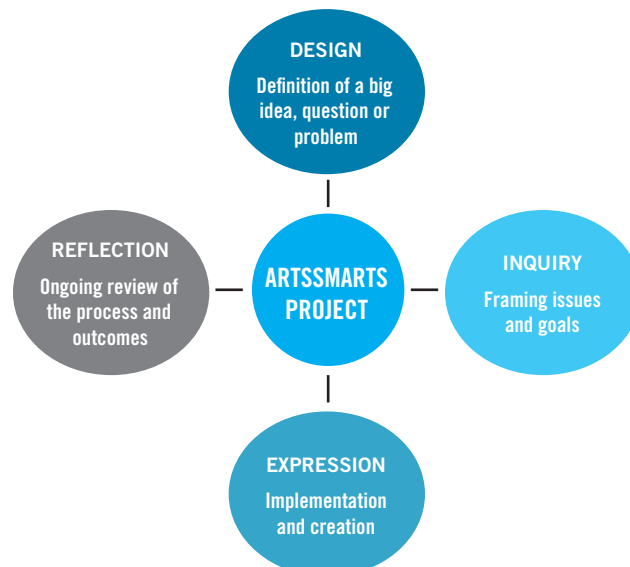 DESIGN
Definition of a big
idea, question or
problem
REFLECTION
Ongoing review of
the process and
outcomes
ARTSSMARTS
PROJECT
INQUIRY
Framing issues
and goals
EXPRESSION
Implementation
and creation